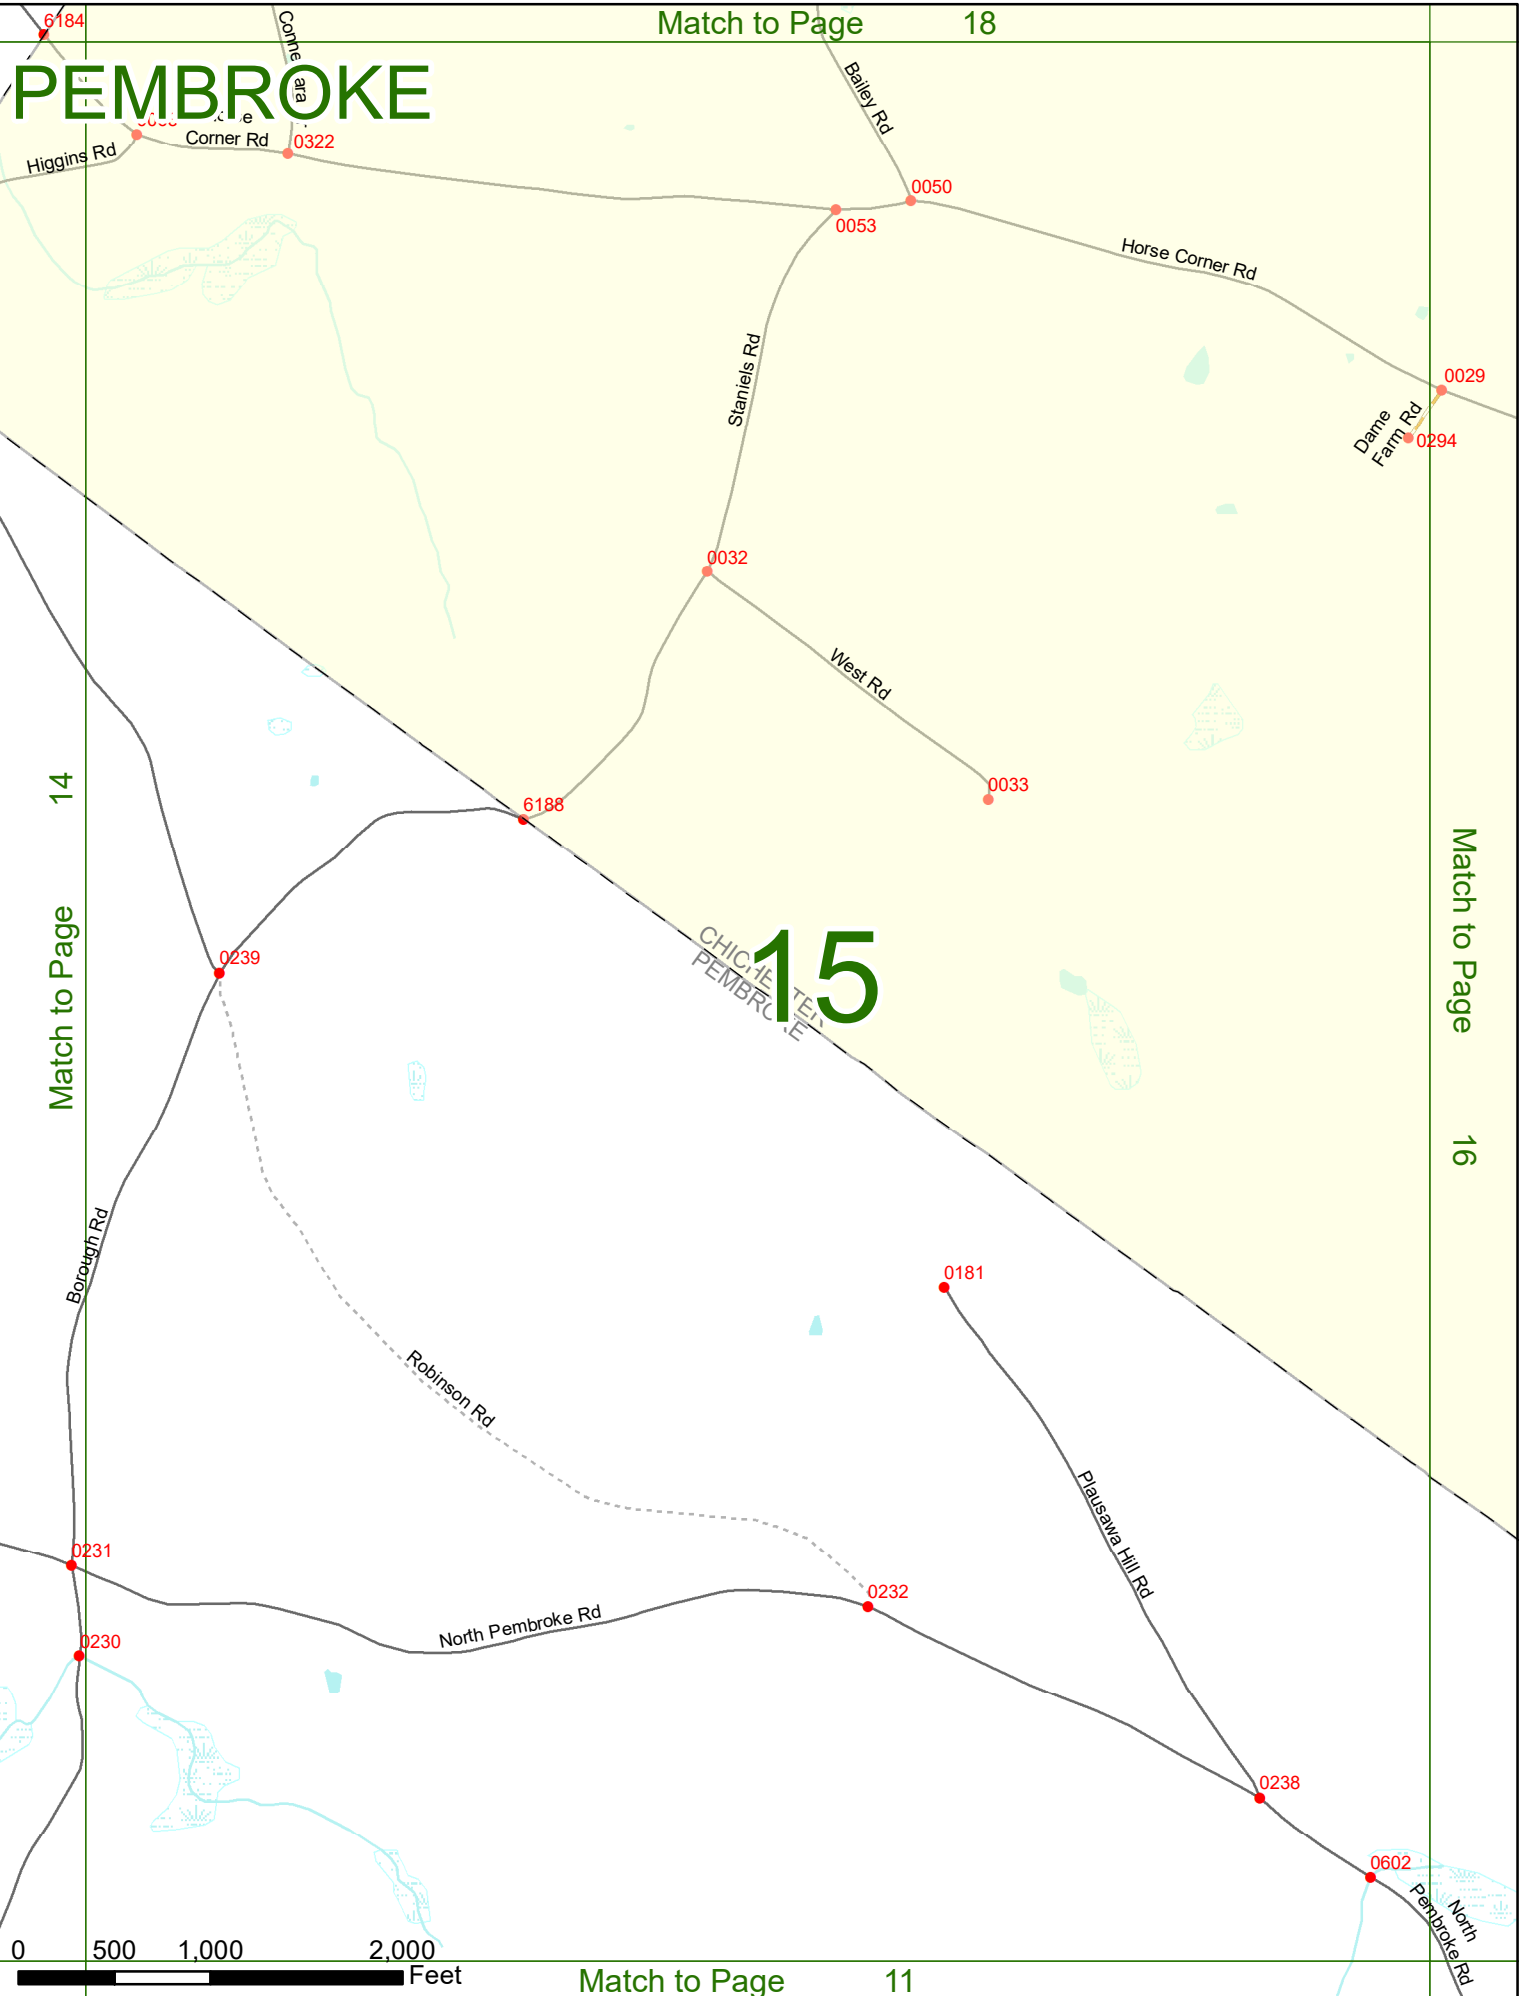 Match to Page 18
6184
PEMBROKE
Corner Rd
0322
Higgins Rd
Bailey Rd
0050
0053
Horse Corner Rd
Staniels Rd
0029
Dame
Farm Rd
0294
0032
West Rd
0033
6188
Match to Page 14
Match to Page 16
0239
15
PEMBROKE
Borough Rd
0181
Robinson Rd
Plausawa Hill Rd
0231
0232
North Pembroke Rd
0230
0238
0602
North
Pembroke Rd
0 500 1,000 2,000
Feet
Match to Page 11